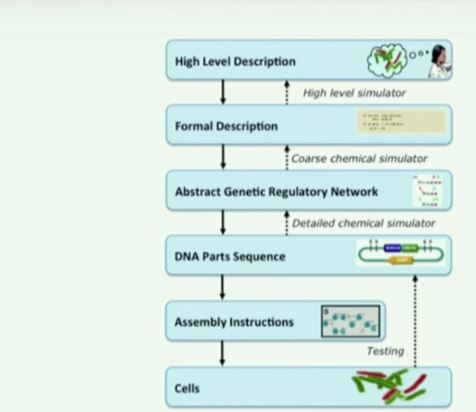 High Level Description
High level simulator
Formal Description
Coarse chemical simulator
Abstract Genetic Regulatory Network
Detailed chemical simulator
DNA Parts Sequence
Assembly Instructions
Testing
Cells